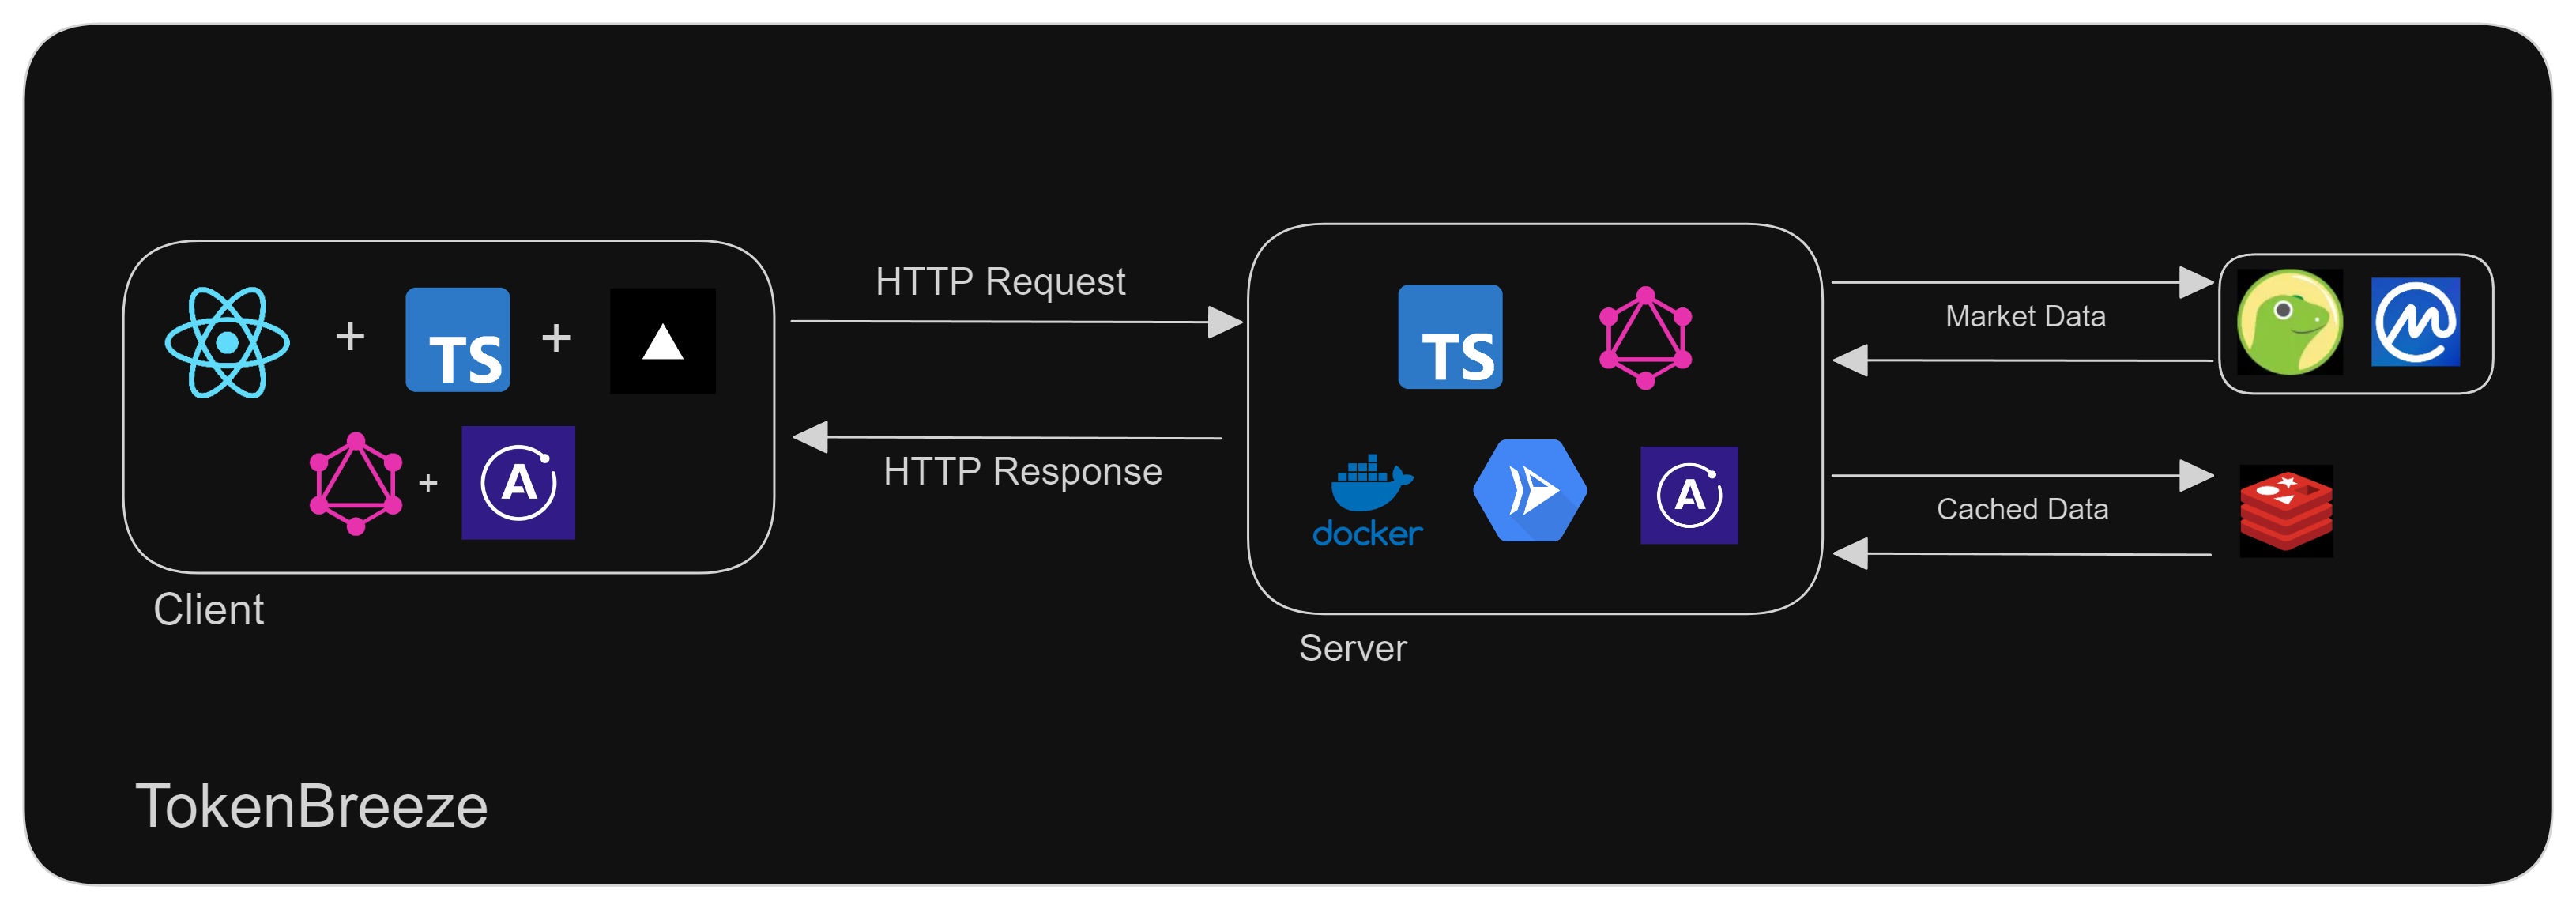 HTTP Request
Market Data
+
TS
+
TS
+
A
HTTP Response
docker
A
Cached Data
Client
Server
TokenBreeze